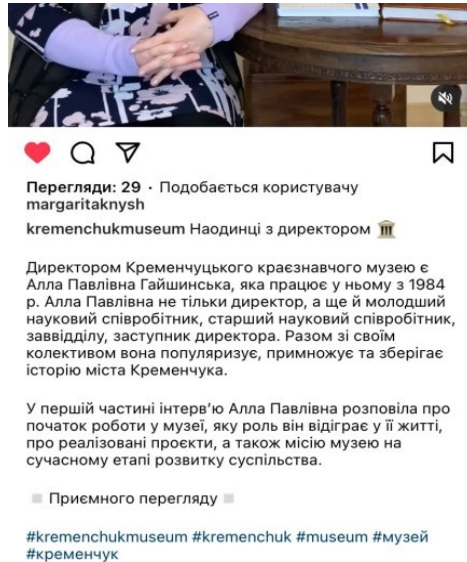 Перегляди: 29 · Подобається користувачу
margaritaknysh
kremenchukmuseum Наодинці з директором 🏛
Директором Кременчуцького краєзнавчого музею є
Алла Павлівна Гайшинська, яка працює у ньому з 1984
р. Алла Павлівна не тільки директор, а ще й молодший
науковий співробітник, старший науковий співробітник,
заввідділу, заступник директора. Разом зі своїм
колективом вона популяризує, примножує та зберігає
історію міста Кременчука.
У першій частині інтерв’ю Алла Павлівна розповіла про
початок роботи у музеї, яку роль він відіграє у її житті,
про реалізовані проєкти, а також місію музею на
сучасному етапі розвитку суспільства.
◽ Приємного перегляду ◽
#kremenchukmuseum #kremenchuk #museum #музей
#кременчук